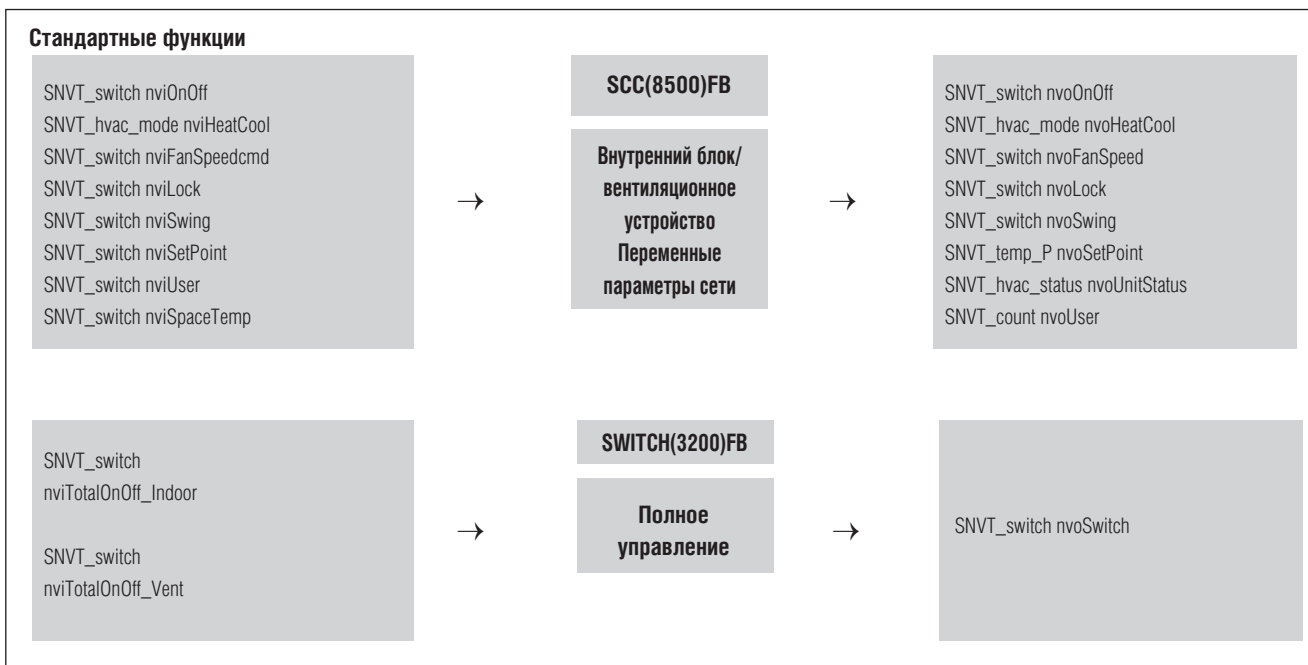 Стандартные функции
SNVT_switch nviOnOff
SNVT_hvac_mode nviHeatCool
SNVT_switch nviFanSpeedcmd
SNVT_switch nviLock
SNVT_switch nviSwing
SNVT_switch nviSetPoint
SNVT_switch nviUser
SNVT_switch nviSpaceTemp
→
SCC(8500)FB
Внутренний блок/
вентиляционное
устройство
Переменные
параметры сети
→
SNVT_switch nvoOnOff
SNVT_hvac_mode nvoHeatCool
SNVT_switch nvoFanSpeed
SNVT_switch nvoLock
SNVT_switch nvoSwing
SNVT_temp_P nvoSetPoint
SNVT_hvac_status nvoUnitStatus
SNVT_count nvoUser
SNVT_switch
nviTotalOnOff_Indoor
SNVT_switch
nviTotalOnOff_Vent
→
SWITCH(3200)FB
Полное
управление
→
SNVT_switch nvoSwitch